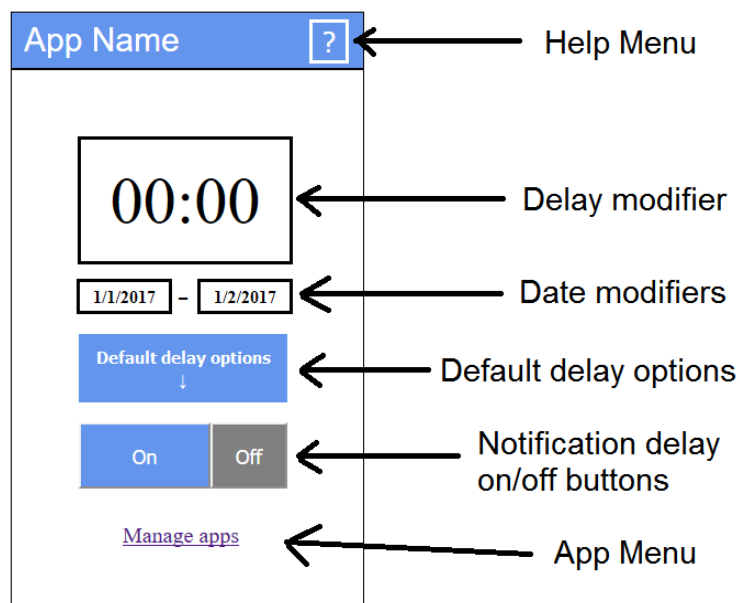 App Name
?
Help Menu
00:00
Delay modifier
1/1/2017 – 1/2/2017
Date modifiers
Default delay options
↓
Default delay options
On
Off
Notification delay
on/off buttons
Manage apps
App Menu